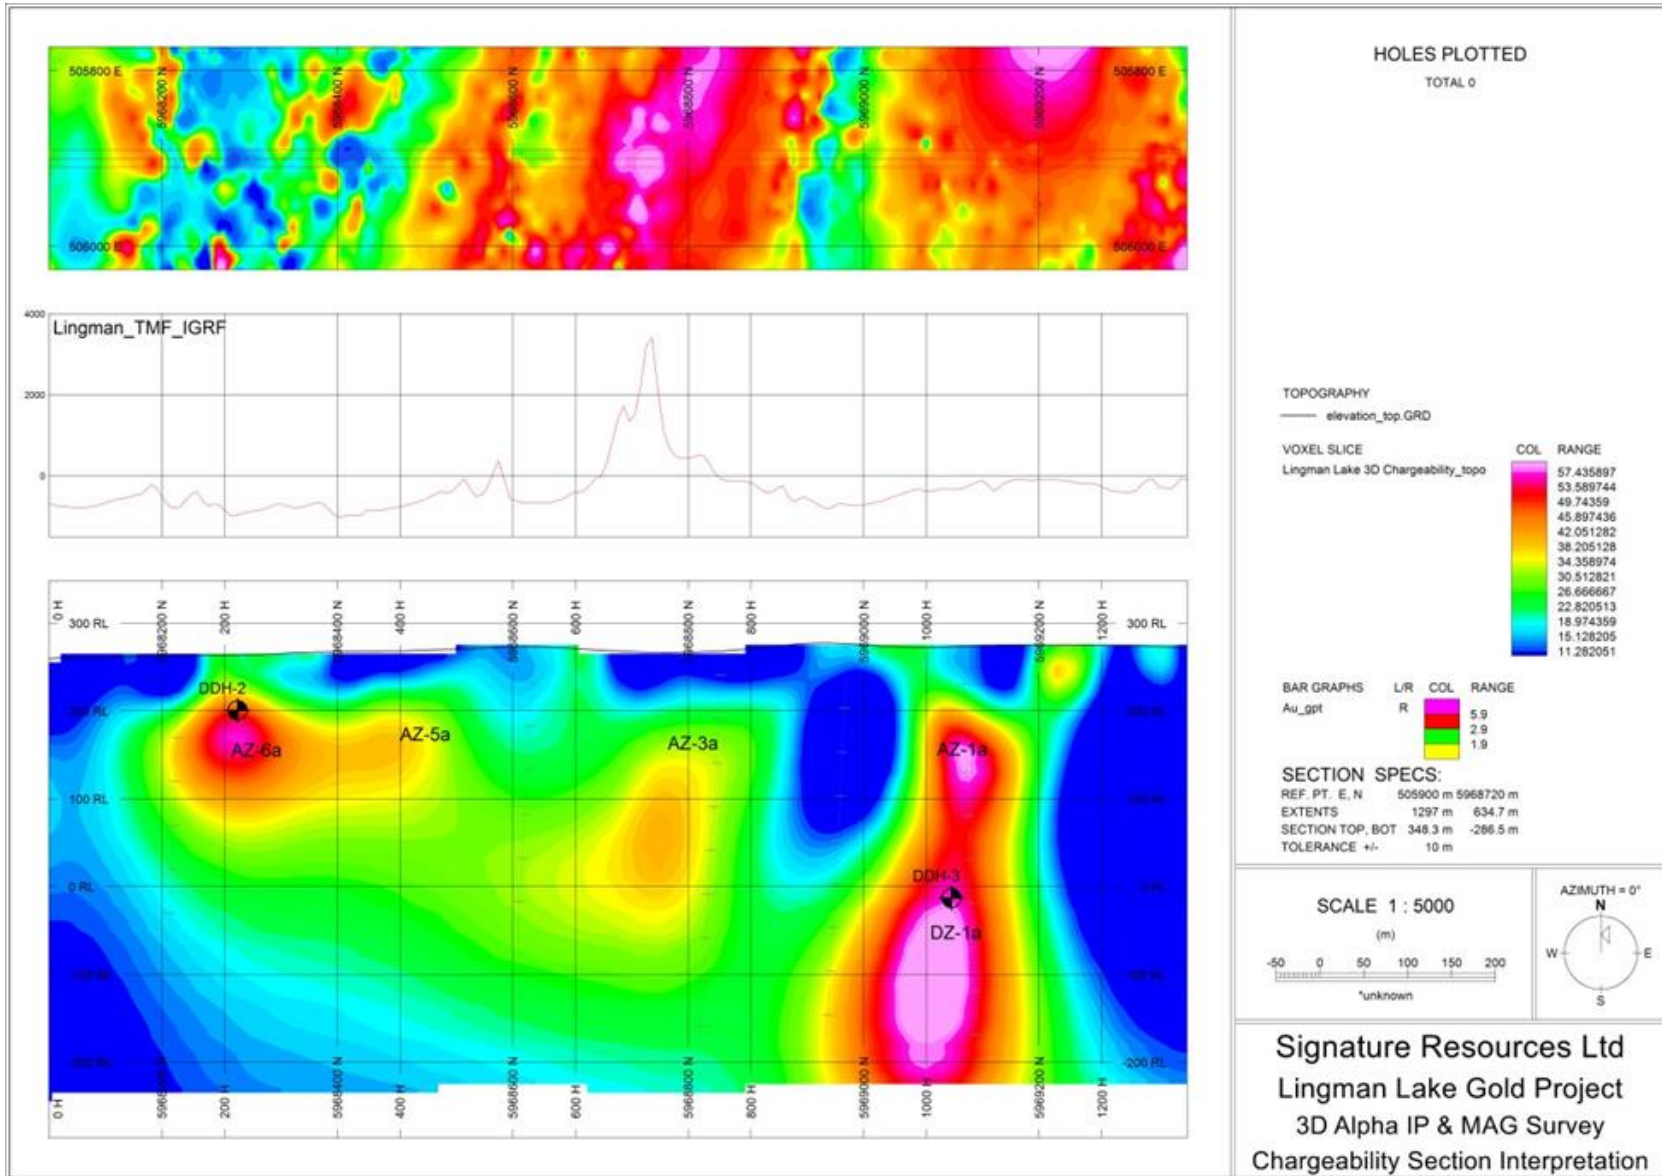 505800 E
505800 E
5968200 N
5968400 N
5968600 N
5968800 N
5969000 N
5969200 N
506000 E
506000 E
4000
Lingman_TMF_IGRF
2000
0
0 H
5968200 N
200 H
5968400 N
400 H
5968600 N
600 H
5968800 N
800 H
5969000 N
1000 H
5969200 N
1200 H
300 RL
300 RL
DDH-2
AZ-6a
AZ-5a
AZ-3a
AZ-1a
100 RL
0 RL
DDH-3
DZ-1a
-200 RL
0 H
5968200 N
200 H
5968400 N
400 H
5968600 N
600 H
5968800 N
800 H
5969000 N
1000 H
5969200 N
1200 H
HOLES PLOTTED
TOTAL 0
TOPOGRAPHY
elevation_top.GRD
VOXEL SLICE COL RANGE
Lingman Lake 3D Chargeability_topo
57.435897
53.589744
49.74359
45.897436
42.051282
38.205128
34.358974
30.512821
26.666667
22.820513
18.974359
15.128205
11.282051
BAR GRAPHS L/R COL RANGE
Au_gpt R
5.9
2.9
1.9
SECTION SPECS:
REF. PT. E, N 505900 m 5968720 m
EXTENTS 1297 m 634.7 m
SECTION TOP, BOT 348.3 m -286.5 m
TOLERANCE +/- 10 m
SCALE 1 : 5000
(m)
-50 0 50 100 150 200
*unknown
AZIMUTH = 0°
N
W E
S
Signature Resources Ltd
Lingman Lake Gold Project
3D Alpha IP & MAG Survey
Chargeability Section Interpretation